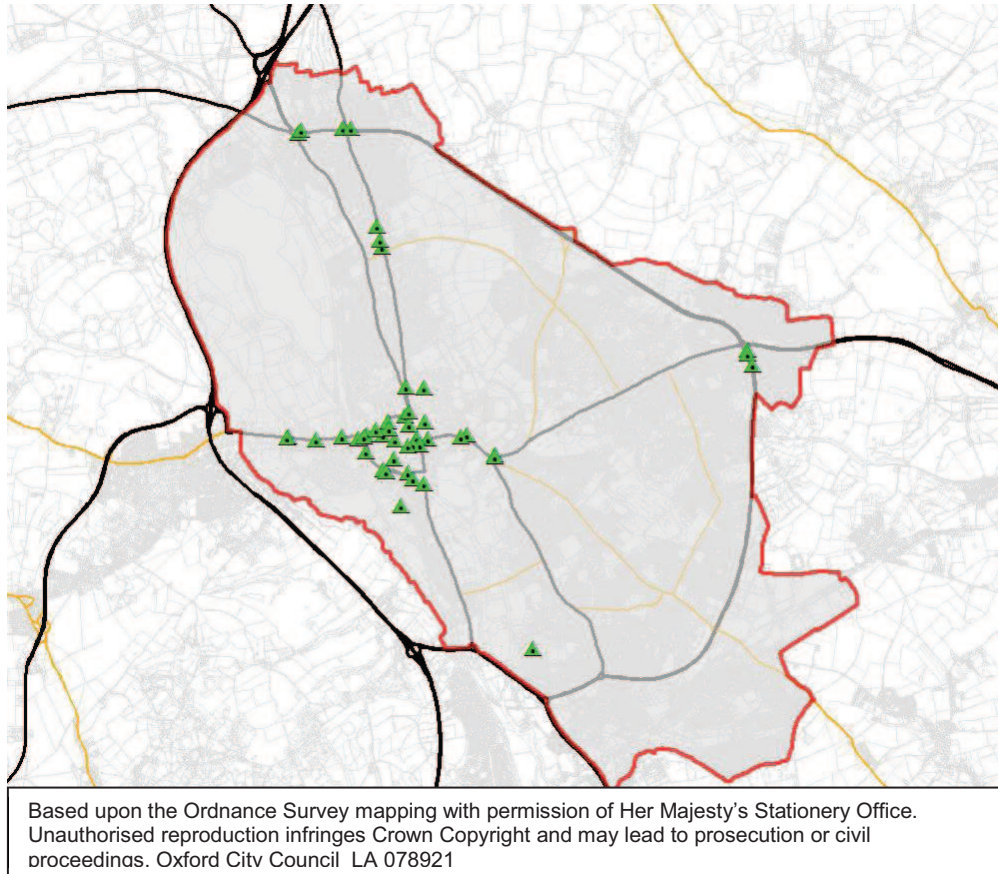 Based upon the Ordnance Survey mapping with permission of Her Majesty's Stationery Office.
Unauthorised reproduction infringes Crown Copyright and may lead to prosecution or civil
proceedings. Oxford City Council LA 078921